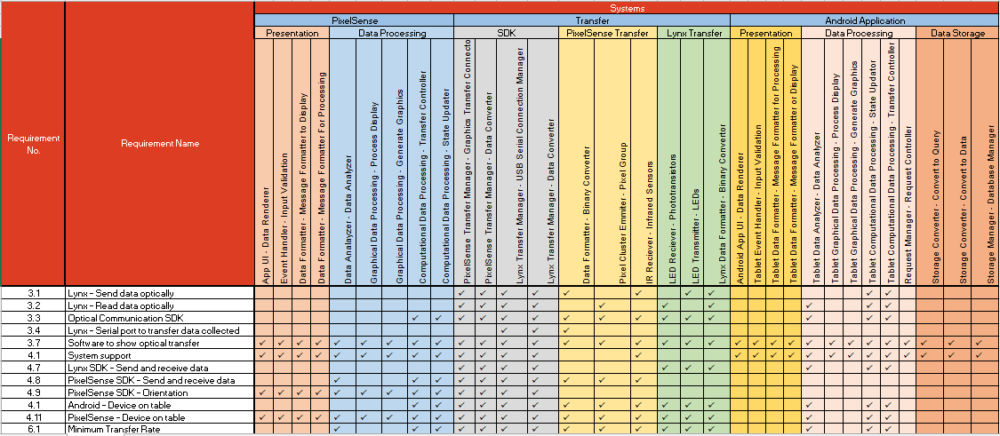 Systems
PixelSense Transfer Android Application
Presentation Data Processing SDK PixelSense Transfer Lynx Transfer Presentation Data Processing Data Storage
Requirement No.
Requirement Name
App UI - Data Renderer
Event Handler - Input Validation
Data Formatter - Message Formatter to Display
Data Formatter - Message Formatter For Processing
Data Analayzer - Data Analyzer
Graphical Data Processing - Process Display
Graphical Data Processing - Generate Graphics
Computational Data Processing - Transfer Controller
Computational Data Processing - State Updater
PixelSense Transfer Manager - Graphics Transfer Connecto
PixelSense Transfer Manager - Data Converter
Lynx Transfer Manager - USB Serial Connection Manager
Lynx Transfer Manager - Data Converter
Data Formatter - Binary Converter
Pixel Cluster Emmiter - Pixel Group
IR Reciever - Infrared Sensors
LED Reciever - Phototransistors
LED Transmitter - LEDs
Lynx Data Formatter - Binary Convertor
Android App UI - Data Renderer
Tablet Event Handler - Input Validation
Tablet Data Formatter - Message Formatter for Processing
Tablet Data Formatter - Message Formatter or Display
Tablet Data Analyzer - Data Analyzer
Tablet Graphical Data Processing - Process Display
Tablet Graphical Data Processing - Generate Graphics
Tablet Computational Data Processing - State Updator
Tablet Computational Data Processing - Transfer Controller
Request Manager - Request Controller
Storage Converter - Convert to Query
Storage Converter - Convert to Data
Storage Manager - Database Manager
3.1 Lynx - Send data optically
3.2 Lynx - Read data optically
3.3 Optical Communication SDK
3.4 Lynx - Serial port to transfer data collected
3.7 Software to show optical transfer
4.1 System support
4.7 Lynx SDK - Send and receive data
4.8 PixelSense SDK - Send and receive data
4.9 PixelSense SDK - Orientation
4.1 Android - Device on table
4.11 PixelSense - Device on table
6.1 Minimum Transfer Rate